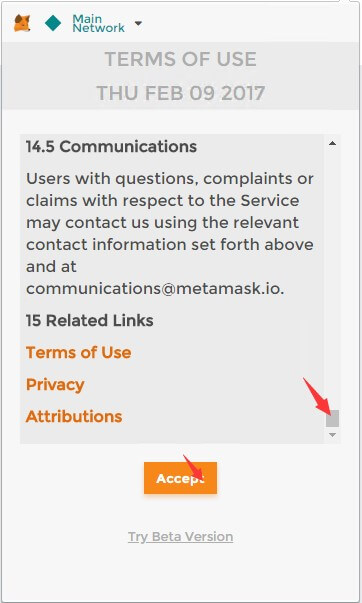 Main
Network
TERMS OF USE
THU FEB 09 2017
14.5 Communications
Users with questions, complaints or
claims with respect to the Service
may contact us using the relevant
contact information set forth above
and at
communications@metamask.io.
15 Related Links
Terms of Use
Privacy
Attributions
Accept
Try Beta Version